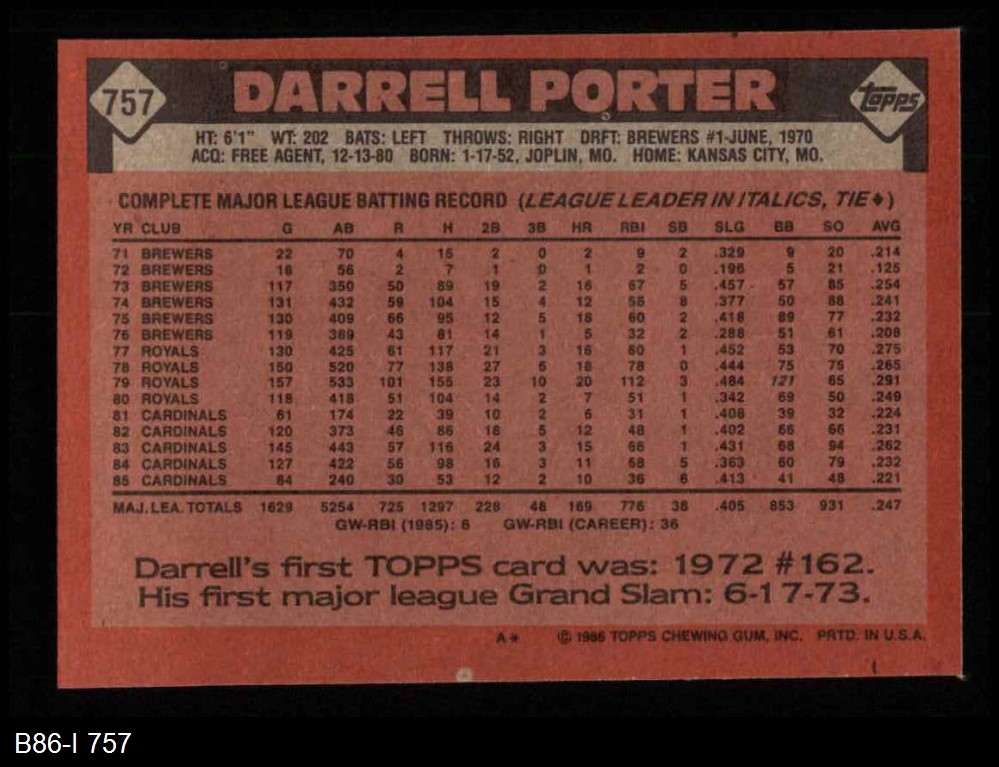 757 DARRELL PORTER TOPPS
HT: 6'1" WT: 202 BATS: LEFT THROWS: RIGHT DRFT: BREWERS #1-JUNE, 1970
ACQ: FREE AGENT, 12-13-80 BORN: 1-17-52, JOPLIN, MO. HOME: KANSAS CITY, MO.
COMPLETE MAJOR LEAGUE BATTING RECORD (LEAGUE LEADER IN ITALICS, TIE♦)
YR CLUB G AB R H 2B 3B HR RBI SB SLG BB SO AVG
71 BREWERS 22 70 4 15 2 0 2 9 2 .329 9 20 .214
72 BREWERS 18 56 2 7 1 0 1 2 0 .196 5 21 .125
73 BREWERS 117 350 50 89 19 2 16 67 5 .457 57 85 .254
74 BREWERS 131 432 59 104 15 4 12 56 8 .377 50 88 .241
75 BREWERS 130 409 66 95 12 5 18 60 2 .418 89 77 .232
76 BREWERS 119 389 43 81 14 1 5 32 2 .288 51 61 .208
77 ROYALS 130 425 61 117 21 3 16 60 1 .452 53 70 .275
78 ROYALS 150 520 77 138 27 6 18 78 0 .444 75 75 .265
79 ROYALS 157 533 101 155 23 10 20 112 3 .484 121 65 .291
80 ROYALS 118 418 51 104 14 2 7 51 1 .342 69 50 .249
81 CARDINALS 61 174 22 39 10 2 6 31 1 .408 39 32 .224
82 CARDINALS 120 373 46 86 18 5 12 48 1 .402 66 66 .231
83 CARDINALS 145 443 57 116 24 3 15 66 1 .431 68 94 .262
84 CARDINALS 127 422 56 98 16 3 11 68 5 .363 60 79 .232
85 CARDINALS 84 240 30 53 12 2 10 36 6 .413 41 48 .221
MAJ. LEA. TOTALS 1629 5254 725 1297 228 48 169 776 38 .405 853 931 .247
GW-RBI (1985): 6 GW-RBI (CAREER): 36
Darrell's first TOPPS card was: 1972 #162.
His first major league Grand Slam: 6-17-73.
A* © 1986 TOPPS CHEWING GUM, INC. PRTD. IN U.S.A.
B86-I 757